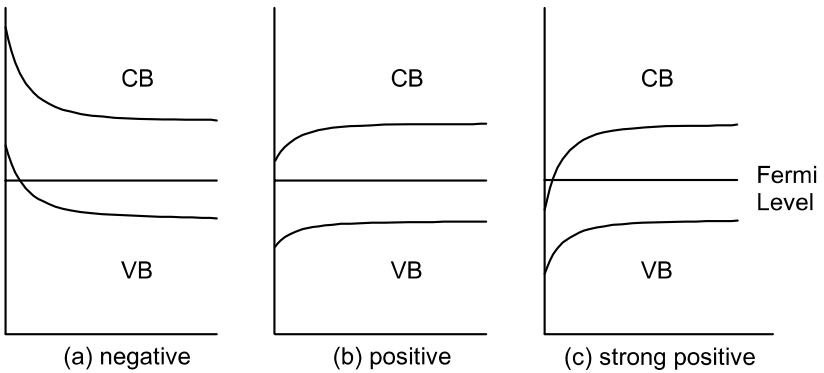 CB
CB
CB
Fermi
Level
VB
VB
VB
(a) negative
(b) positive
(c) strong positive